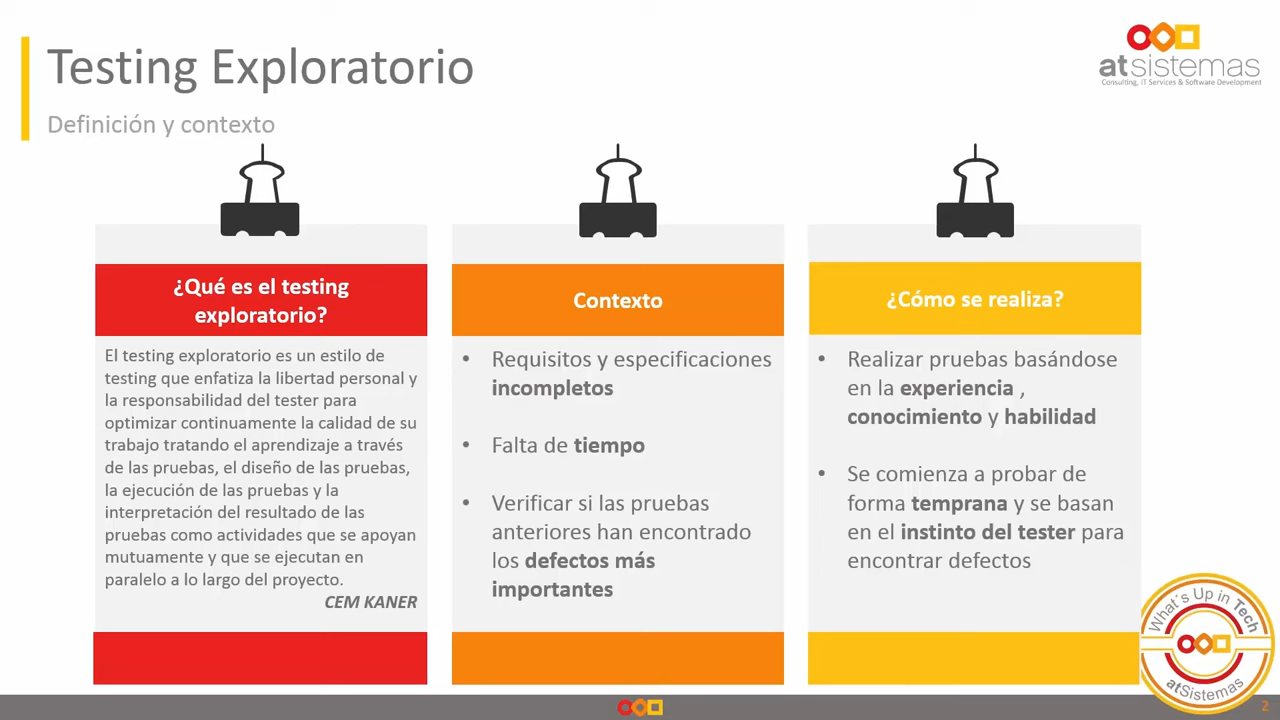 Testing Exploratorio
Definición y contexto
atsistemas
Consulting, IT Services & Software Development
¿Qué es el testing
exploratorio?
El testing exploratorio es un estilo de
testing que enfatiza la libertad personal y
la responsabilidad del tester para
optimizar continuamente la calidad de su
trabajo tratando el aprendizaje a través
de las pruebas, el diseño de las pruebas,
la ejecución de las pruebas y la
interpretación del resultado de las
pruebas como actividades que se apoyan
mutuamente y que se ejecutan en
paralelo a lo largo del proyecto.
CEM KANER
Contexto
• Requisitos y especificaciones
incompletos
• Falta de tiempo
• Verificar si las pruebas
anteriores han encontrado
los defectos más
importantes
¿Cómo se realiza?
• Realizar pruebas basándose
en la experiencia ,
conocimiento y habilidad
• Se comienza a probar de
forma temprana y se basan
en el instinto del tester para
encontrar defectos
What´s Up in Tech
atSistemas
2